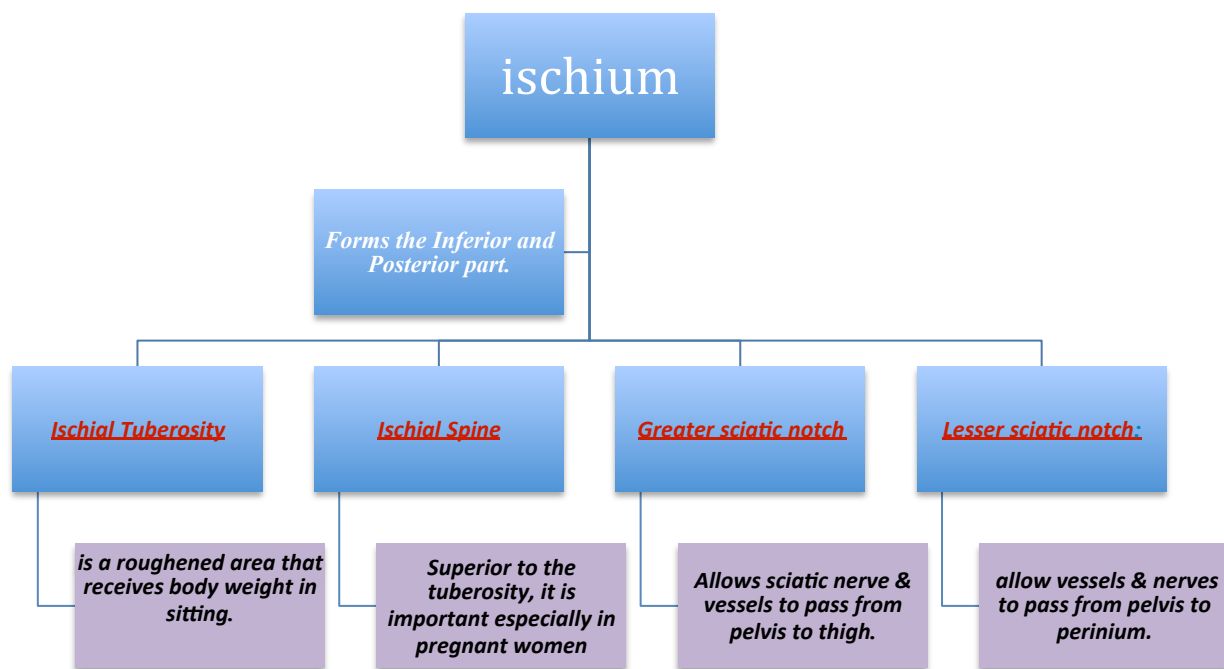 ischium
Forms the Inferior and
Posterior part.
Ischial Tuberosity
Ischial Spine
Greater sciatic notch
Lesser sciatic notch:
is a roughened area that
receives body weight in
sitting.
Superior to the
tuberosity, it is
important especially in
pregnant women
Allows sciatic nerve &
vessels to pass from
pelvis to thigh.
allow vessels & nerves
to pass from pelvis to
perinium.